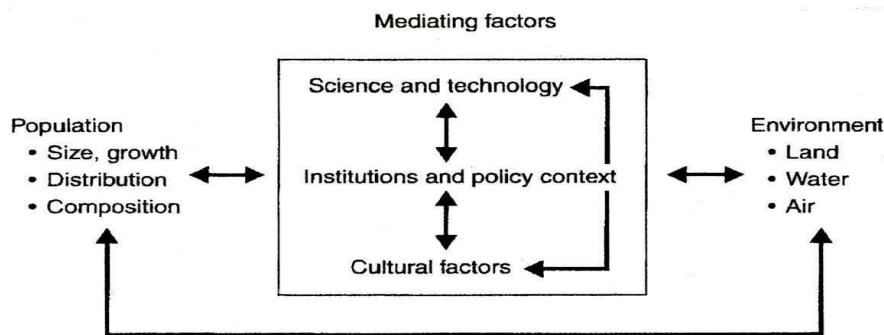 Mediating factors
Science and technology
Population
• Size, growth
• Distribution
• Composition
Institutions and policy context
Cultural factors
Environment
• Land
• Water
• Air